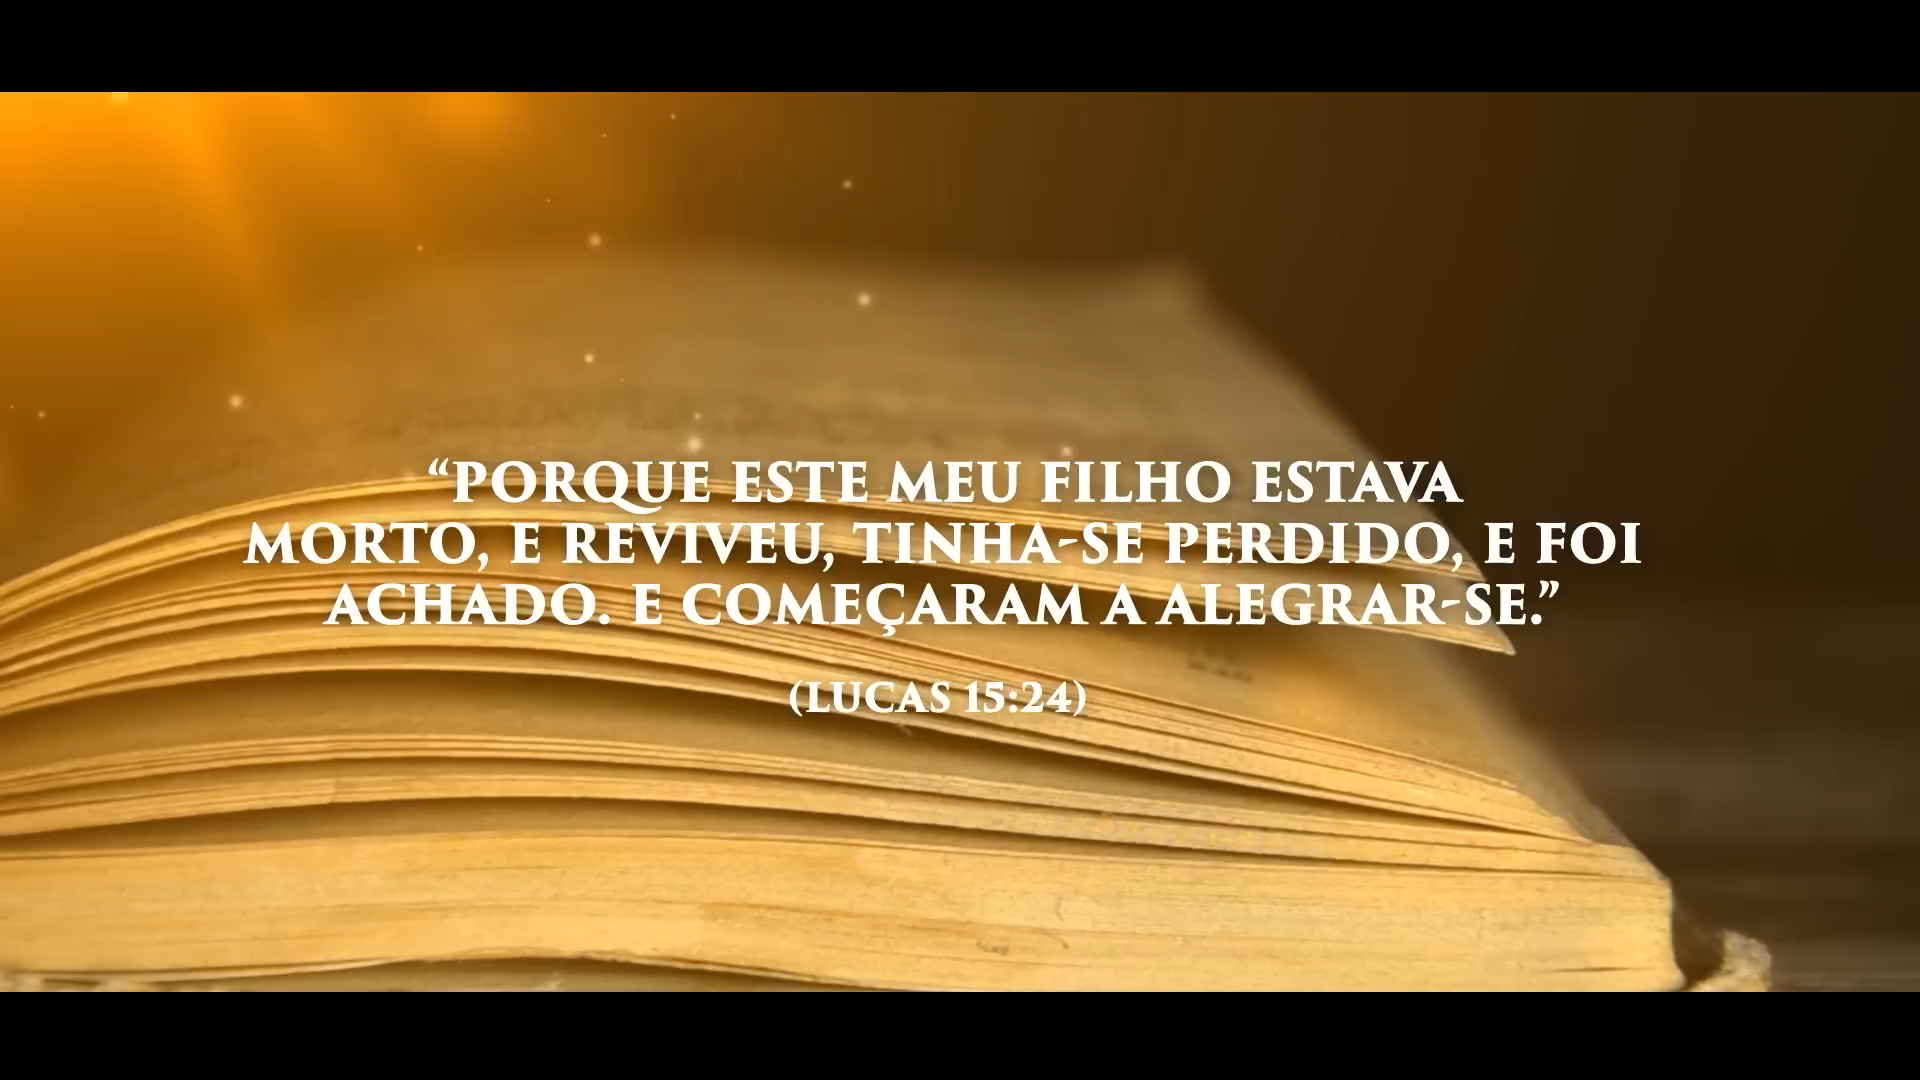 “PORQUE ESTE MEU FILHO ESTAVA
MORTO, E REVIVEU, TINHA-SE PERDIDO, E FOI
ACHADO. E COMEÇARAM A ALEGRAR-SE.”
(LUCAS 15:24)